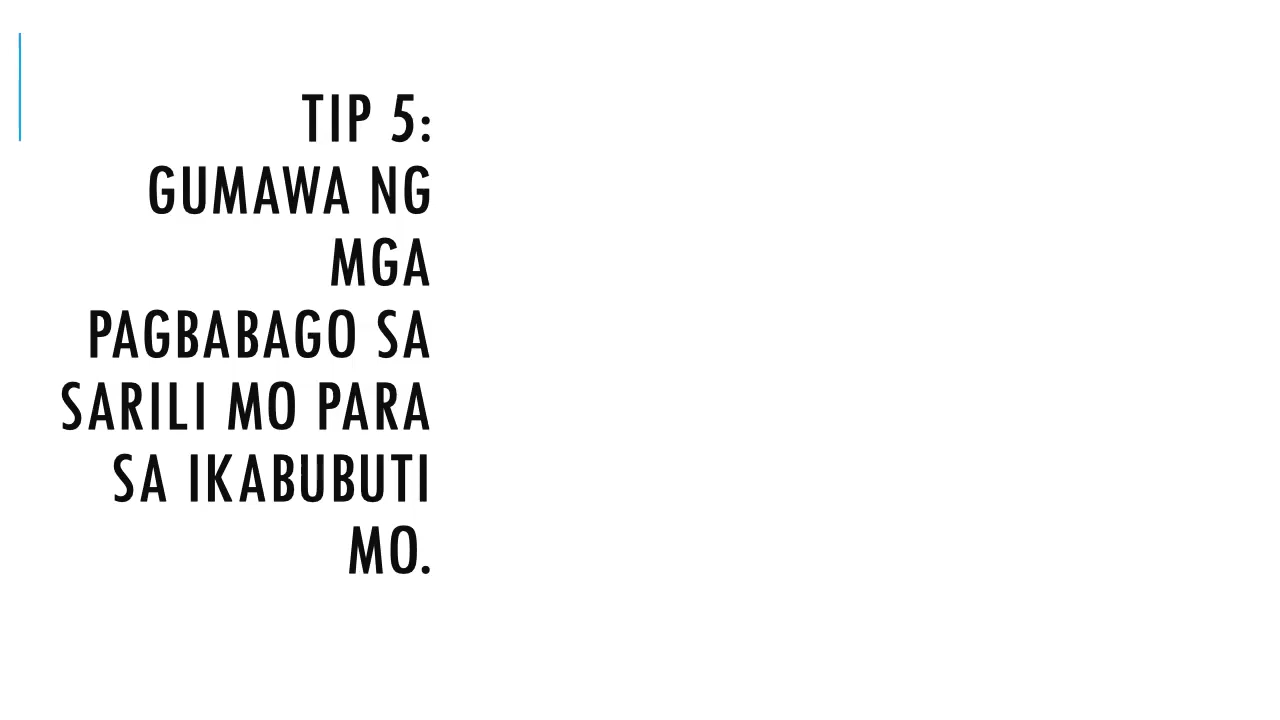 TIP 5:
GUMAWA NG
MGA
PAGBABAGO SA
SARILI MO PARA
SA IKABUBUTI
MO.